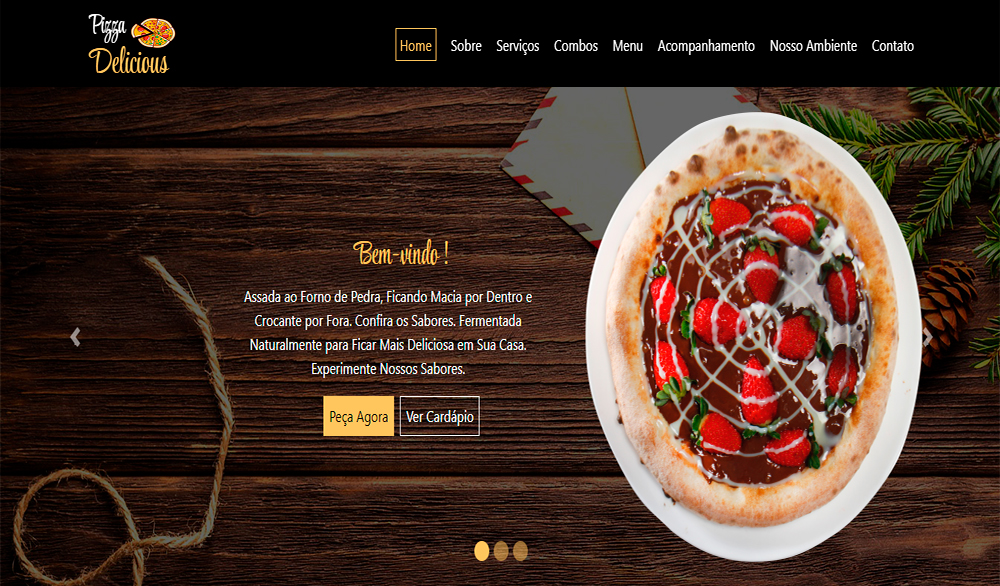 Pizza
Delicious
Home Sobre Serviços Combos Menu Acompanhamento Nosso Ambiente Contato
Bem-vindo !
Assada ao Forno de Pedra, Ficando Macia por Dentro e
Crocante por Fora. Confira os Sabores. Fermentada
Naturalmente para Ficar Mais Deliciosa em Sua Casa.
Experimente Nossos Sabores.
Peça Agora Ver Cardápio